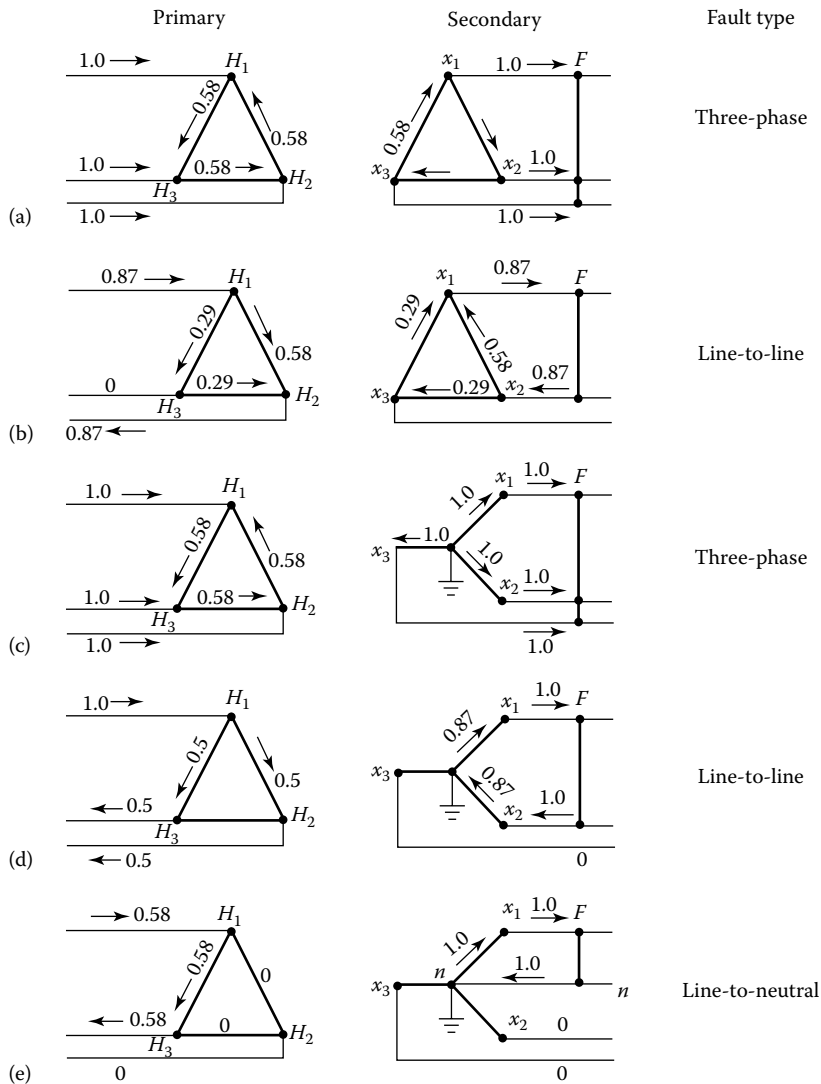 Primary Secondary Fault type
1.0 H1 x1 1.0 F
0.58 0.58 0.58 Three-phase
1.0 0.58 x3 x2 1.0
H3 H2
(a) 1.0 1.0
0.87 H1 x1 0.87 F
0.29 0.58 0.29 0.58 Line-to-line
0 0.29 0.29 x2 0.87
H3 H2 x3
(b) 0.87
1.0 H1 x1 1.0 F
0.58 0.58 x3 1.0 1.0 1.0 Three-phase
1.0 0.58 H2 x2 1.0
H3
(c) 1.0 1.0
1.0 H1 x1 1.0 F
0.5 0.5 x3 0.87 0.87 Line-to-line
0.5 H2 x2 1.0
H3
(d) 0.5 0
0.58 H1 x1 1.0 F
0.58 0 x3 n 1.0 1.0 n Line-to-neutral
0.58 0 H2 x2 0
H3
(e) 0 0